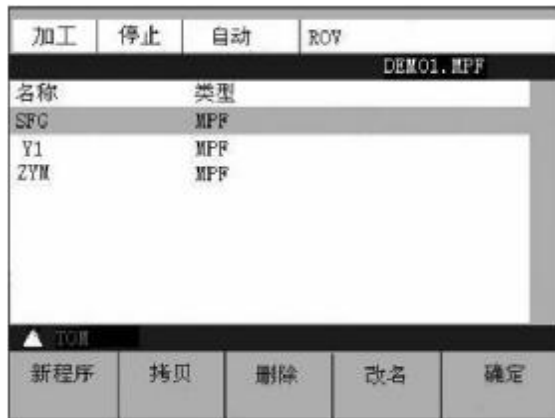 加工 停止 自动 ROV
DEMO1.MPF
名称 类型
SFG MPF
Y1 MPF
ZYM MPF
TOM
新程序 拷贝 删除 改名 确定